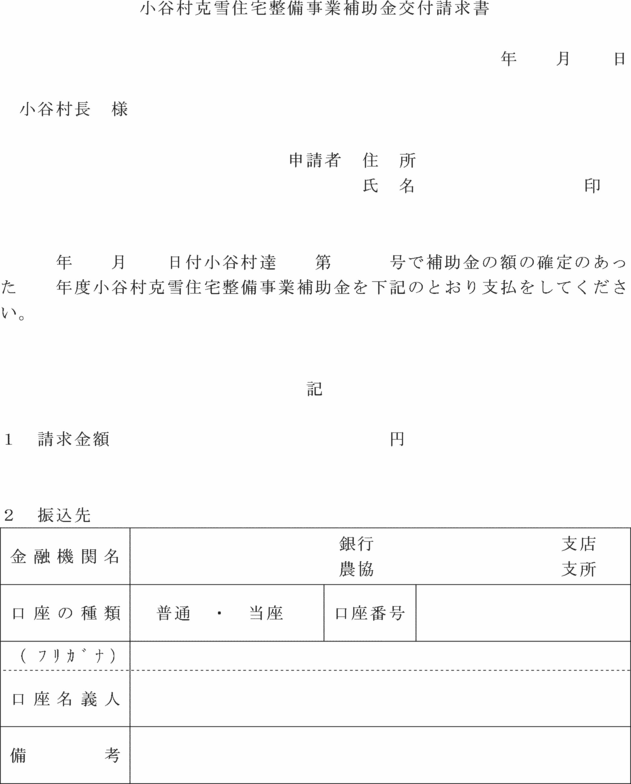 小谷村克雪住宅整備事業補助金交付請求書
年　　月　　日
小谷村長　様
申請者　住　所
氏　名　　　　　　　　　印
年　　月　　日付小谷村達　　第　　　号で補助金の額の確定のあっ
た　　年度小谷村克雪住宅整備事業補助金を下記のとおり支払をしてくださ
い。
記
１　請求金額　　　　　　　　　　　　　　　円
２　振込先
金融機関名　　　　　　　　　　　銀行　　　　　　　　　　支店
農協　　　　　　　　　　支所
口座の種類　　普通　・　当座　　口座番号
（ﾌﾘｶﾞﾅ）
口座名義人
備　　　　考